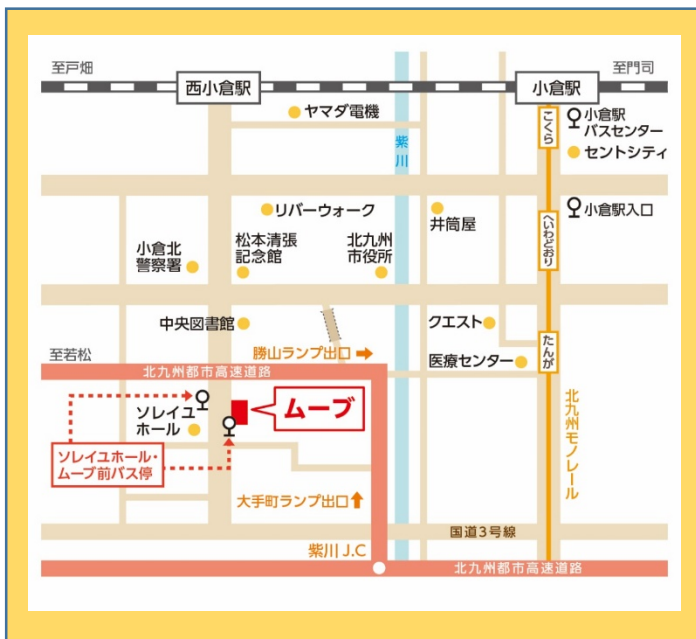 至戸畑
西小倉駅
小倉駅
至門司
ヤマダ電機
こくら
小倉駅
バスセンター
セントシティ
紫川
リバーウォーク
井筒屋
小倉駅入口
へいわどおり
小倉北
警察署
松本清張
記念館
北九州
市役所
中央図書館
クエスト
たんが
至若松
勝山ランプ出口
医療センター
北九州都市高速道路
ソレイユ
ホール
ムーブ
北九州モノレール
ソレイユホール・
ムーブ前バス停
大手町ランプ出口
国道3号線
紫川 J.C
北九州都市高速道路